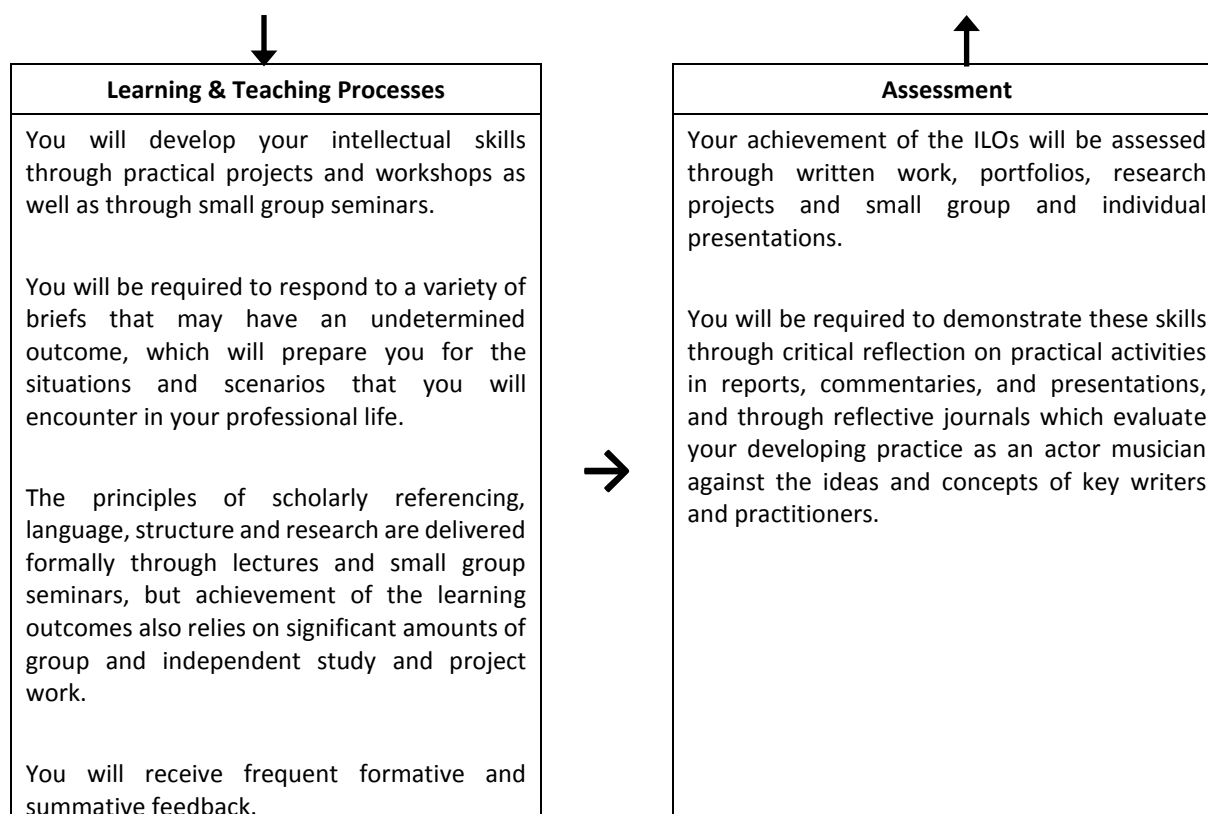 Learning & Teaching Processes
You will develop your intellectual skills
through practical projects and workshops as
well as through small group seminars.
You will be required to respond to a variety of
briefs that may have an undetermined
outcome, which will prepare you for the
situations and scenarios that you will
encounter in your professional life.
The principles of scholarly referencing,
language, structure and research are delivered
formally through lectures and small group
seminars, but achievement of the learning
outcomes also relies on significant amounts of
group and independent study and project
work.
You will receive frequent formative and
summative feedback.
Assessment
Your achievement of the ILOs will be assessed
through written work, portfolios, research
projects and small group and individual
presentations.
You will be required to demonstrate these skills
through critical reflection on practical activities
in reports, commentaries, and presentations,
and through reflective journals which evaluate
your developing practice as an actor musician
against the ideas and concepts of key writers
and practitioners.